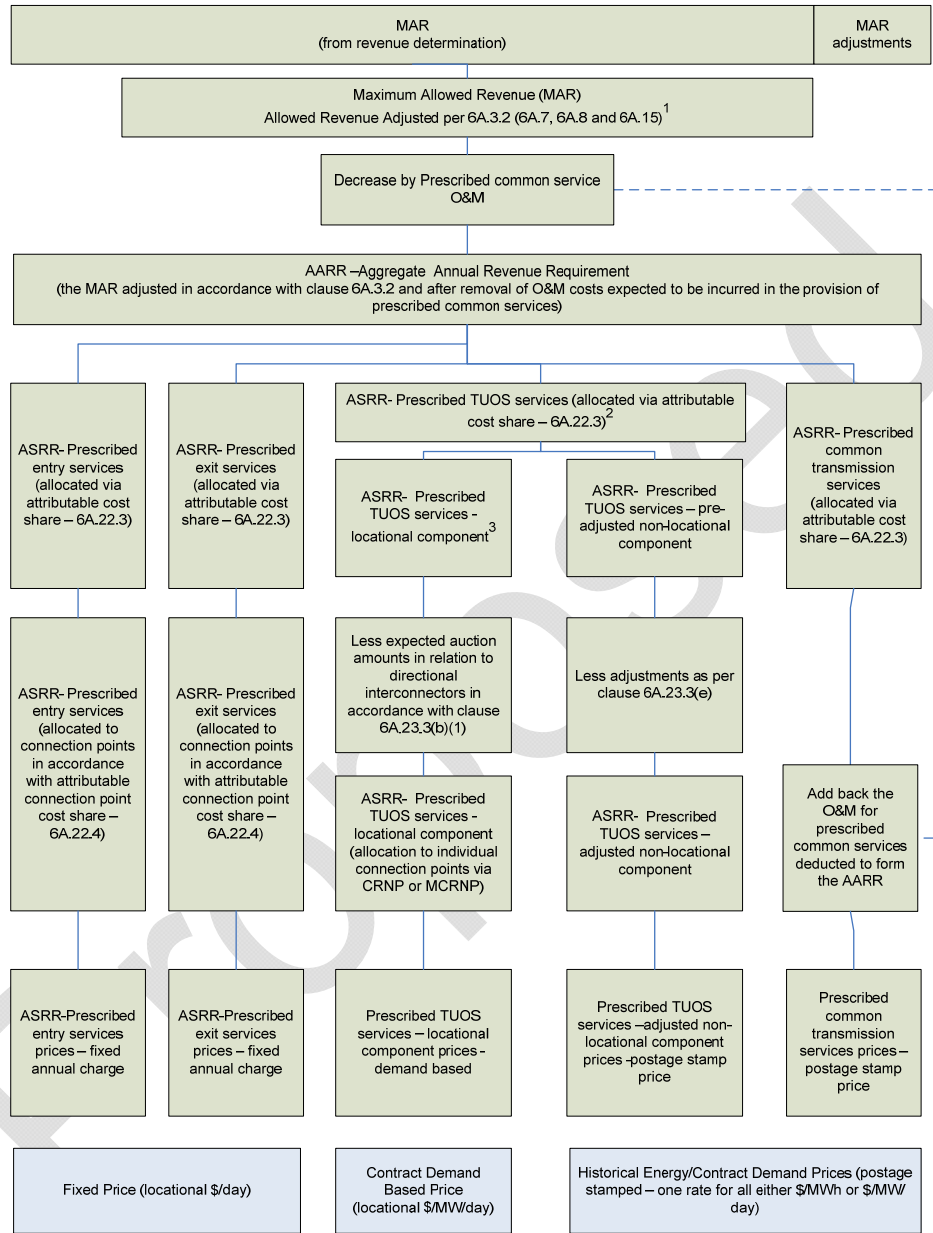 MAR
(from revenue determination)
MAR
adjustments
Maximum Allowed Revenue (MAR)
Allowed Revenue Adjusted per 6A.3.2 (6A.7, 6A.8 and 6A.15)1
Decrease by Prescribed common service
O&M
AARR –Aggregate Annual Revenue Requirement
(the MAR adjusted in accordance with clause 6A.3.2 and after removal of O&M costs expected to be incurred in the provision of
prescribed common services)
ASRR- Prescribed
entry services
(allocated via
attributable cost
share – 6A.22.3)
ASRR- Prescribed
exit services
(allocated via
attributable cost
share – 6A.22.3)
ASRR- Prescribed TUOS services (allocated via attributable
cost share – 6A.22.3)2
ASRR- Prescribed
TUOS services -
locational component3
ASRR- Prescribed
TUOS services – pre-
adjusted non-locational
component
ASRR- Prescribed
common
transmission
services
(allocated via
attributable cost
share – 6A.22.3)
ASRR- Prescribed
entry services
(allocated to
connection points
in accordance
with attributable
connection point
cost share –
6A.22.4)
ASRR- Prescribed
exit services
(allocated to
connection points
in accordance
with attributable
connection point
cost share –
6A.22.4)
Less expected auction
amounts in relation to
directional
interconnectors in
accordance with clause
6A.23.3(b)(1)
Less adjustments as per
clause 6A.23.3(e)
ASRR- Prescribed
TUOS services -
locational component
(allocation to individual
connection points via
CRNP or MCRNP)
ASRR- Prescribed
TUOS services –
adjusted non-locational
component
Add back the
O&M for
prescribed
common services
deducted to form
the AARR
ASRR-Prescribed
entry services
prices – fixed
annual charge
ASRR-Prescribed
exit services
prices – fixed
annual charge
Prescribed TUOS
services – locational
component prices -
demand based
Prescribed TUOS
services –adjusted non-
locational component
prices -postage stamp
price
Prescribed
common
transmission
services prices –
postage stamp
price
Fixed Price (locational $/day)
Contract Demand
Based Price
(locational $/MW/day)
Historical Energy/Contract Demand Prices (postage
stamped – one rate for all either $/MWh or $/MW/
day)
Proposed